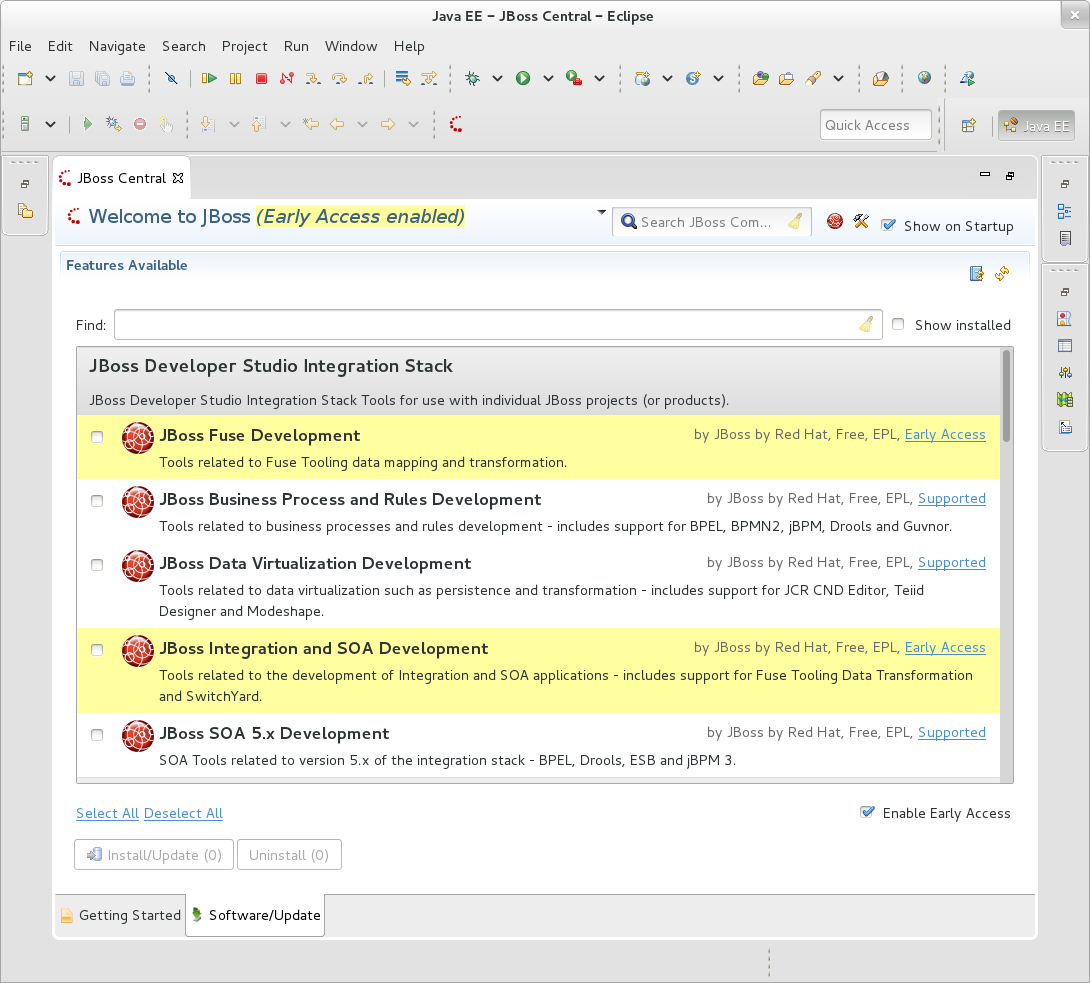 Java EE – JBoss Central – Eclipse
File Edit Navigate Search Project Run Window Help
Quick Access
Java EE
JBoss Central
Welcome to JBoss (Early Access enabled)
Search JBoss Com...
Show on Startup
Features Available
Find:
Show installed
JBoss Developer Studio Integration Stack
JBoss Developer Studio Integration Stack Tools for use with individual JBoss projects (or products).
JBoss Fuse Development by JBoss by Red Hat, Free, EPL, Early Access
Tools related to Fuse Tooling data mapping and transformation.
JBoss Business Process and Rules Development by JBoss by Red Hat, Free, EPL, Supported
Tools related to business processes and rules development - includes support for BPEL, BPMN2, jBPM, Drools and Guvnor.
JBoss Data Virtualization Development by JBoss by Red Hat, Free, EPL, Supported
Tools related to data virtualization such as persistence and transformation - includes support for JCR CND Editor, Teiid
Designer and Modeshape.
JBoss Integration and SOA Development by JBoss by Red Hat, Free, EPL, Early Access
Tools related to the development of Integration and SOA applications - includes support for Fuse Tooling Data Transformation
and SwitchYard.
JBoss SOA 5.x Development by JBoss by Red Hat, Free, EPL, Supported
SOA Tools related to version 5.x of the integration stack - BPEL, Drools, ESB and jBPM 3.
Select All Deselect All
Enable Early Access
Install/Update (0) Uninstall (0)
Getting Started Software/Update